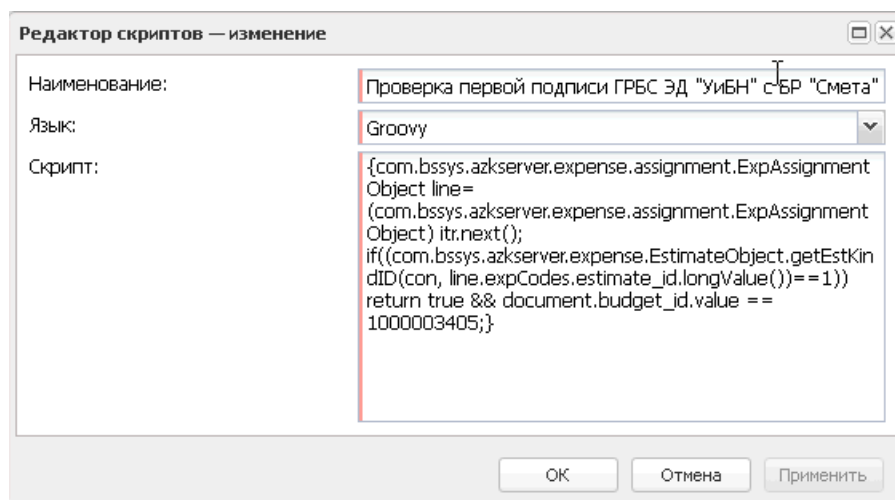 Редактор скриптов — изменение
Наименование:
Проверка первой подписи ГРБС ЭД "УиБН" с БР "Смета"
Язык:
Groovy
Скрипт:
{com.bssys.azkserver.expense.assignment.ExpAssignment
Object line=
(com.bssys.azkserver.expense.assignment.ExpAssignment
Object) itr.next();
if((com.bssys.azkserver.expense.EstimateObject.getEstKin
dID(con, line.expCodes.estimate_id.longValue())==1))
return true && document.budget_id.value ==
1000003405;}
ОК
Отмена
Применить